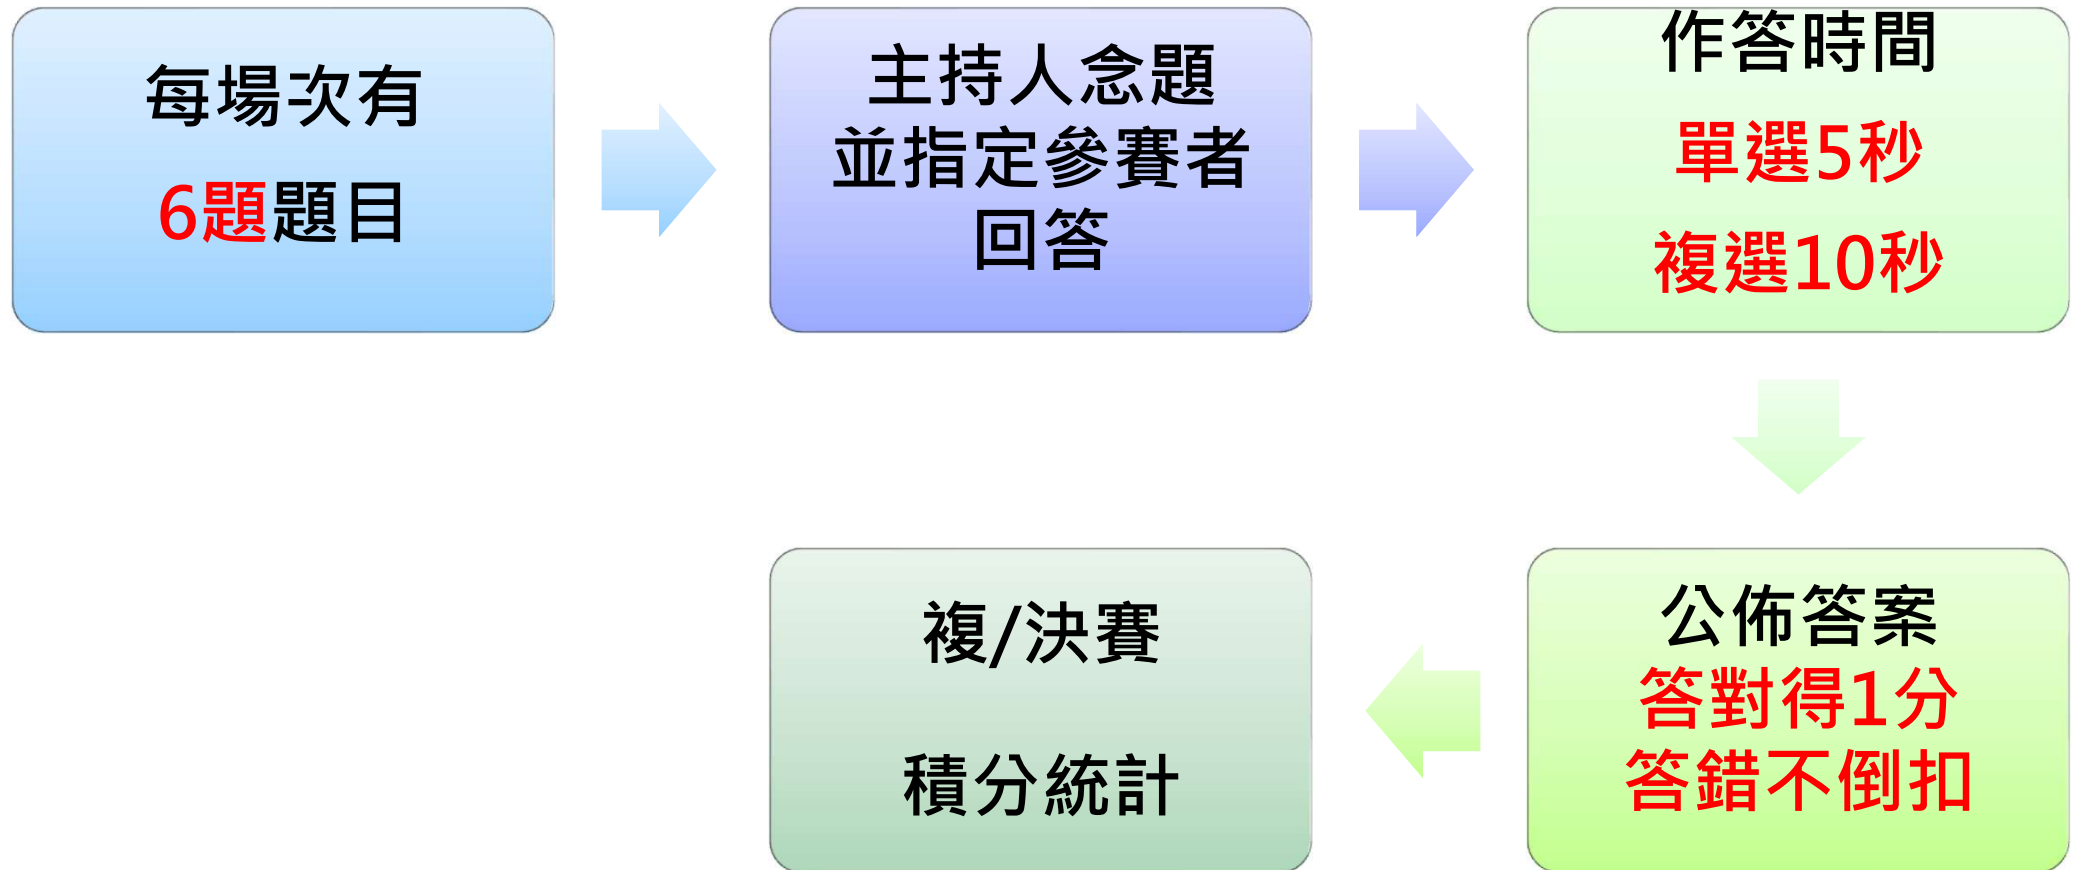 每場次有
6題題目
主持人念題
並指定參賽者
回答
作答時間
單選5秒
複選10秒
公佈答案
答對得1分
答錯不倒扣
複/決賽
積分統計